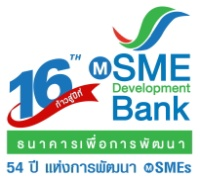 16TH ก้าวสู่ปีที่
M SME
Development
Bank
ธนาคารเพื่อการพัฒนา
54 ปี แห่งการพัฒนา mSMEs